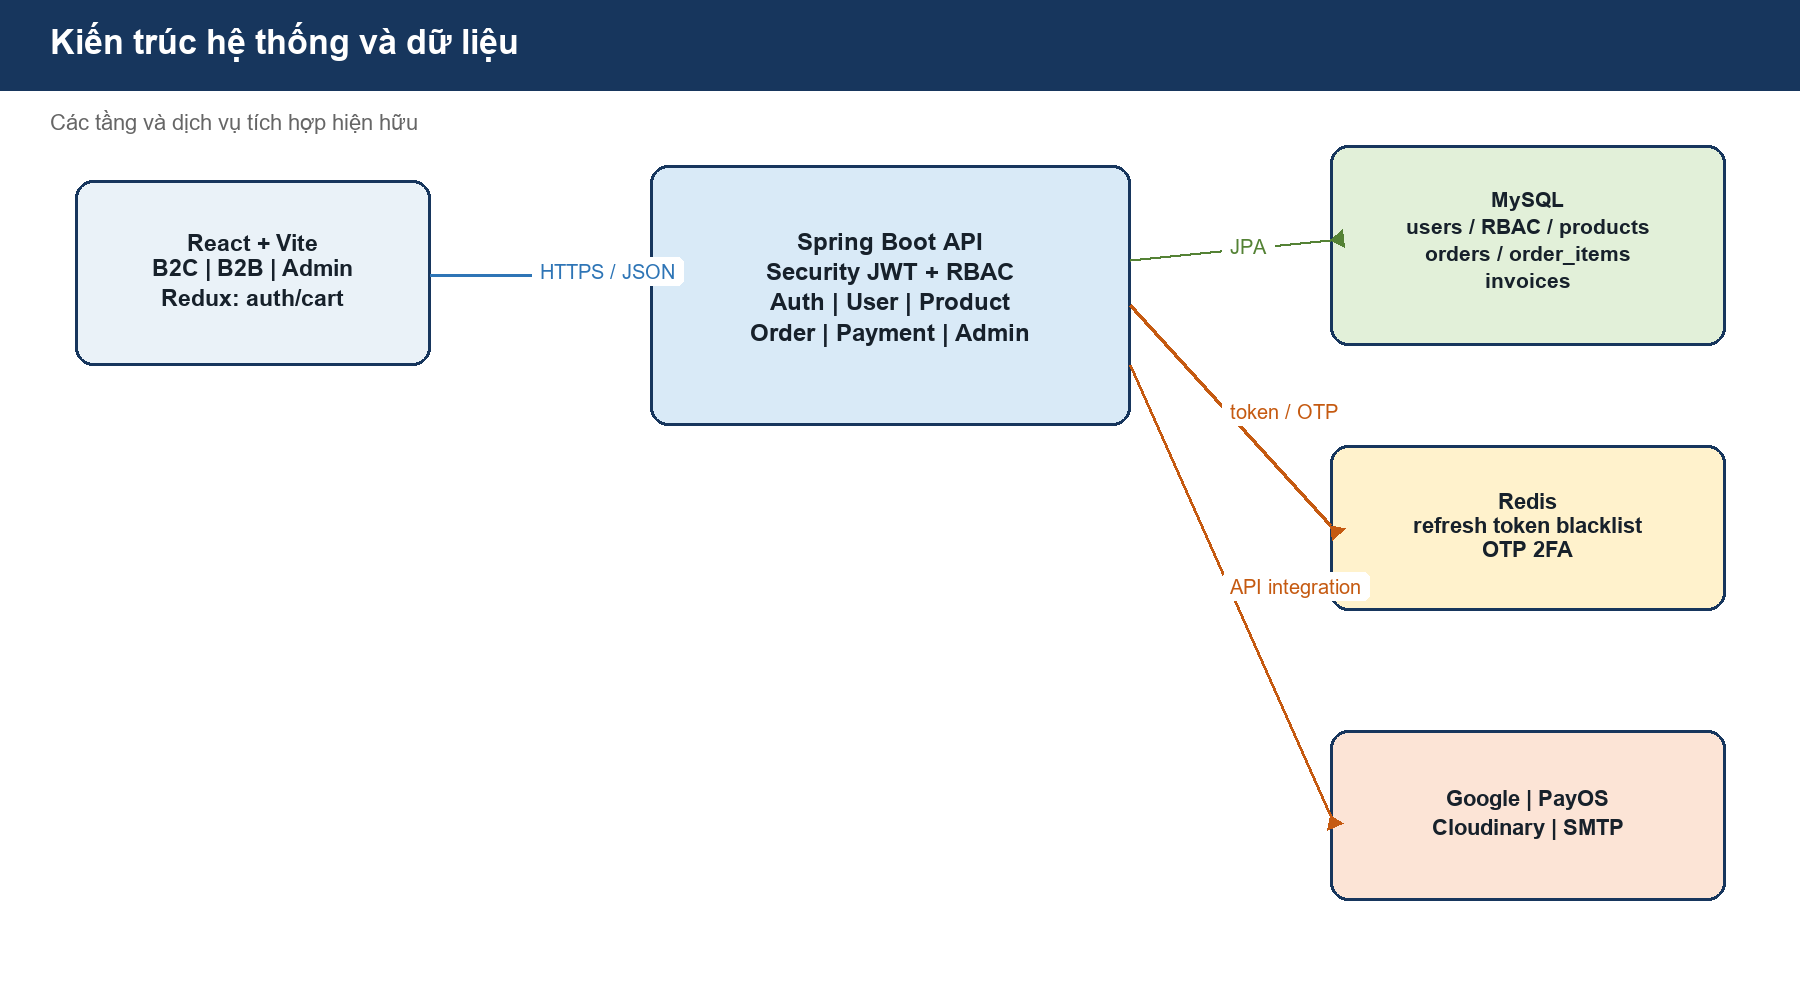 Kiến trúc hệ thống và dữ liệu
Các tầng và dịch vụ tích hợp hiện hữu
React + Vite
B2C | B2B | Admin
Redux: auth/cart
HTTPS / JSON
Spring Boot API
Security JWT + RBAC
Auth | User | Product
Order | Payment | Admin
JPA
MySQL
users / RBAC / products
orders / order_items
invoices
token / OTP
Redis
refresh token blacklist
OTP 2FA
API integration
Google | PayOS
Cloudinary | SMTP